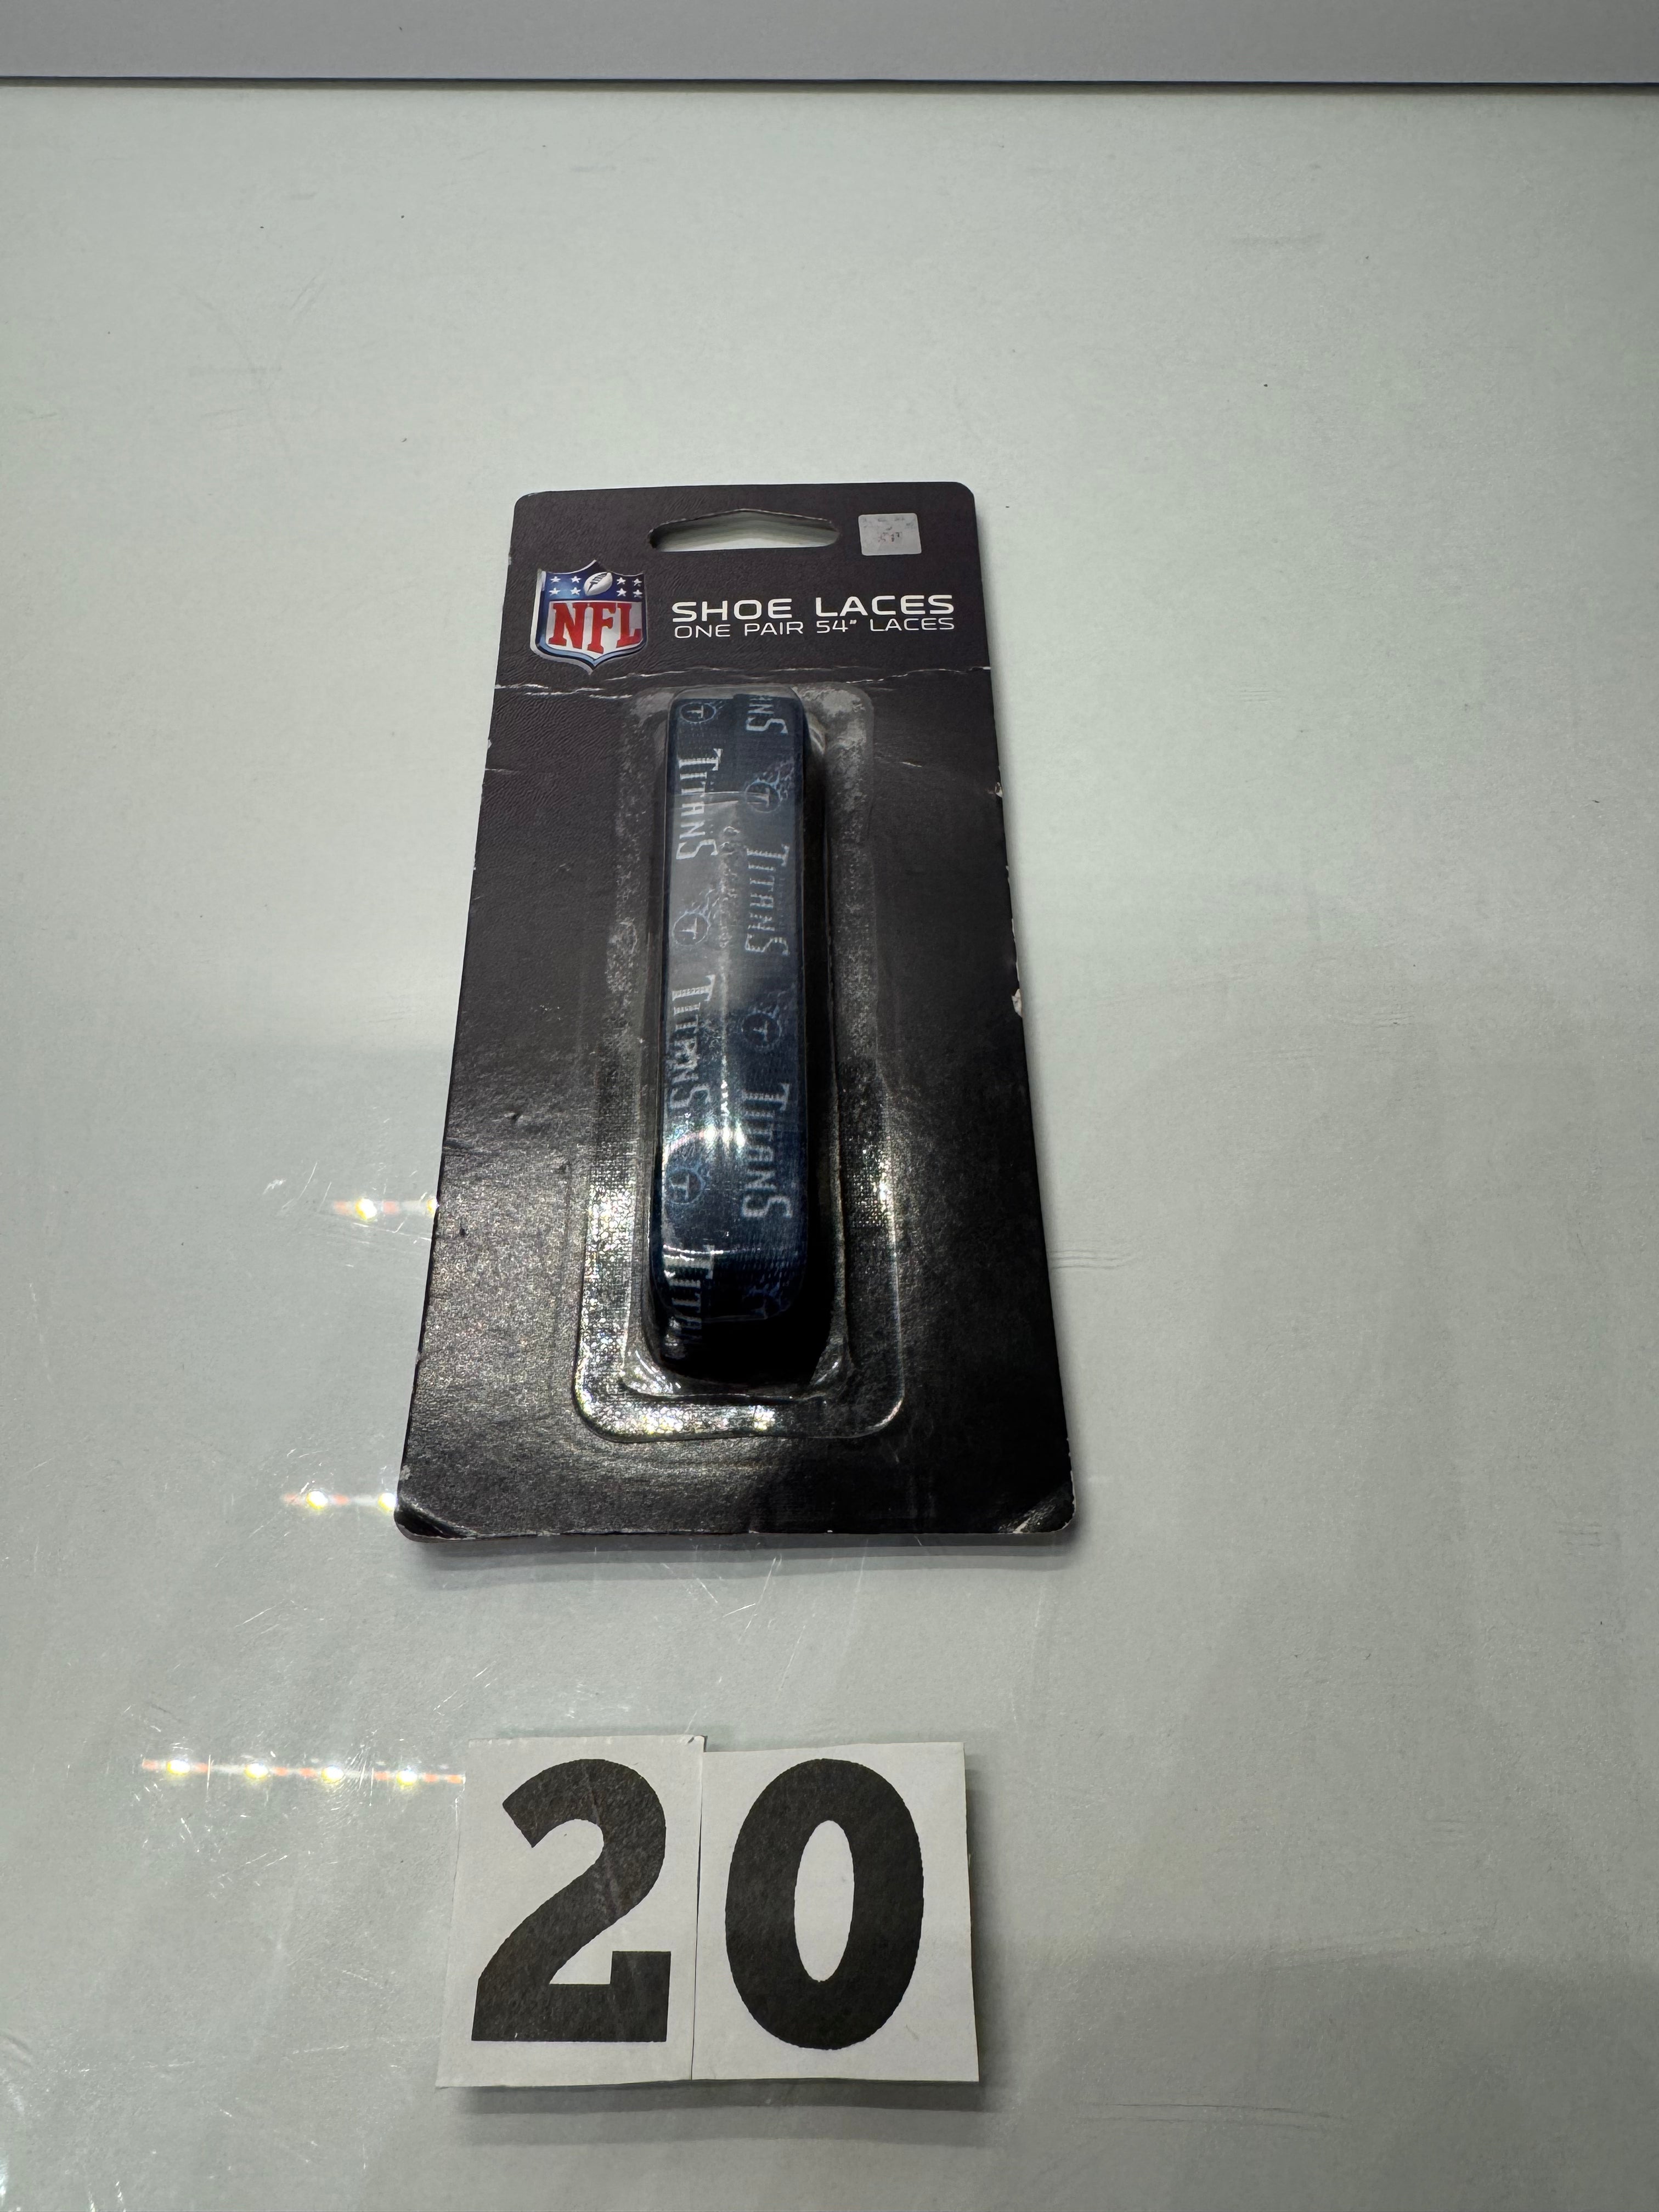 NFL
SHOE LACES
ONE PAIR 54" LACES
TITANS
TITANS
TITANS
TITANS
20